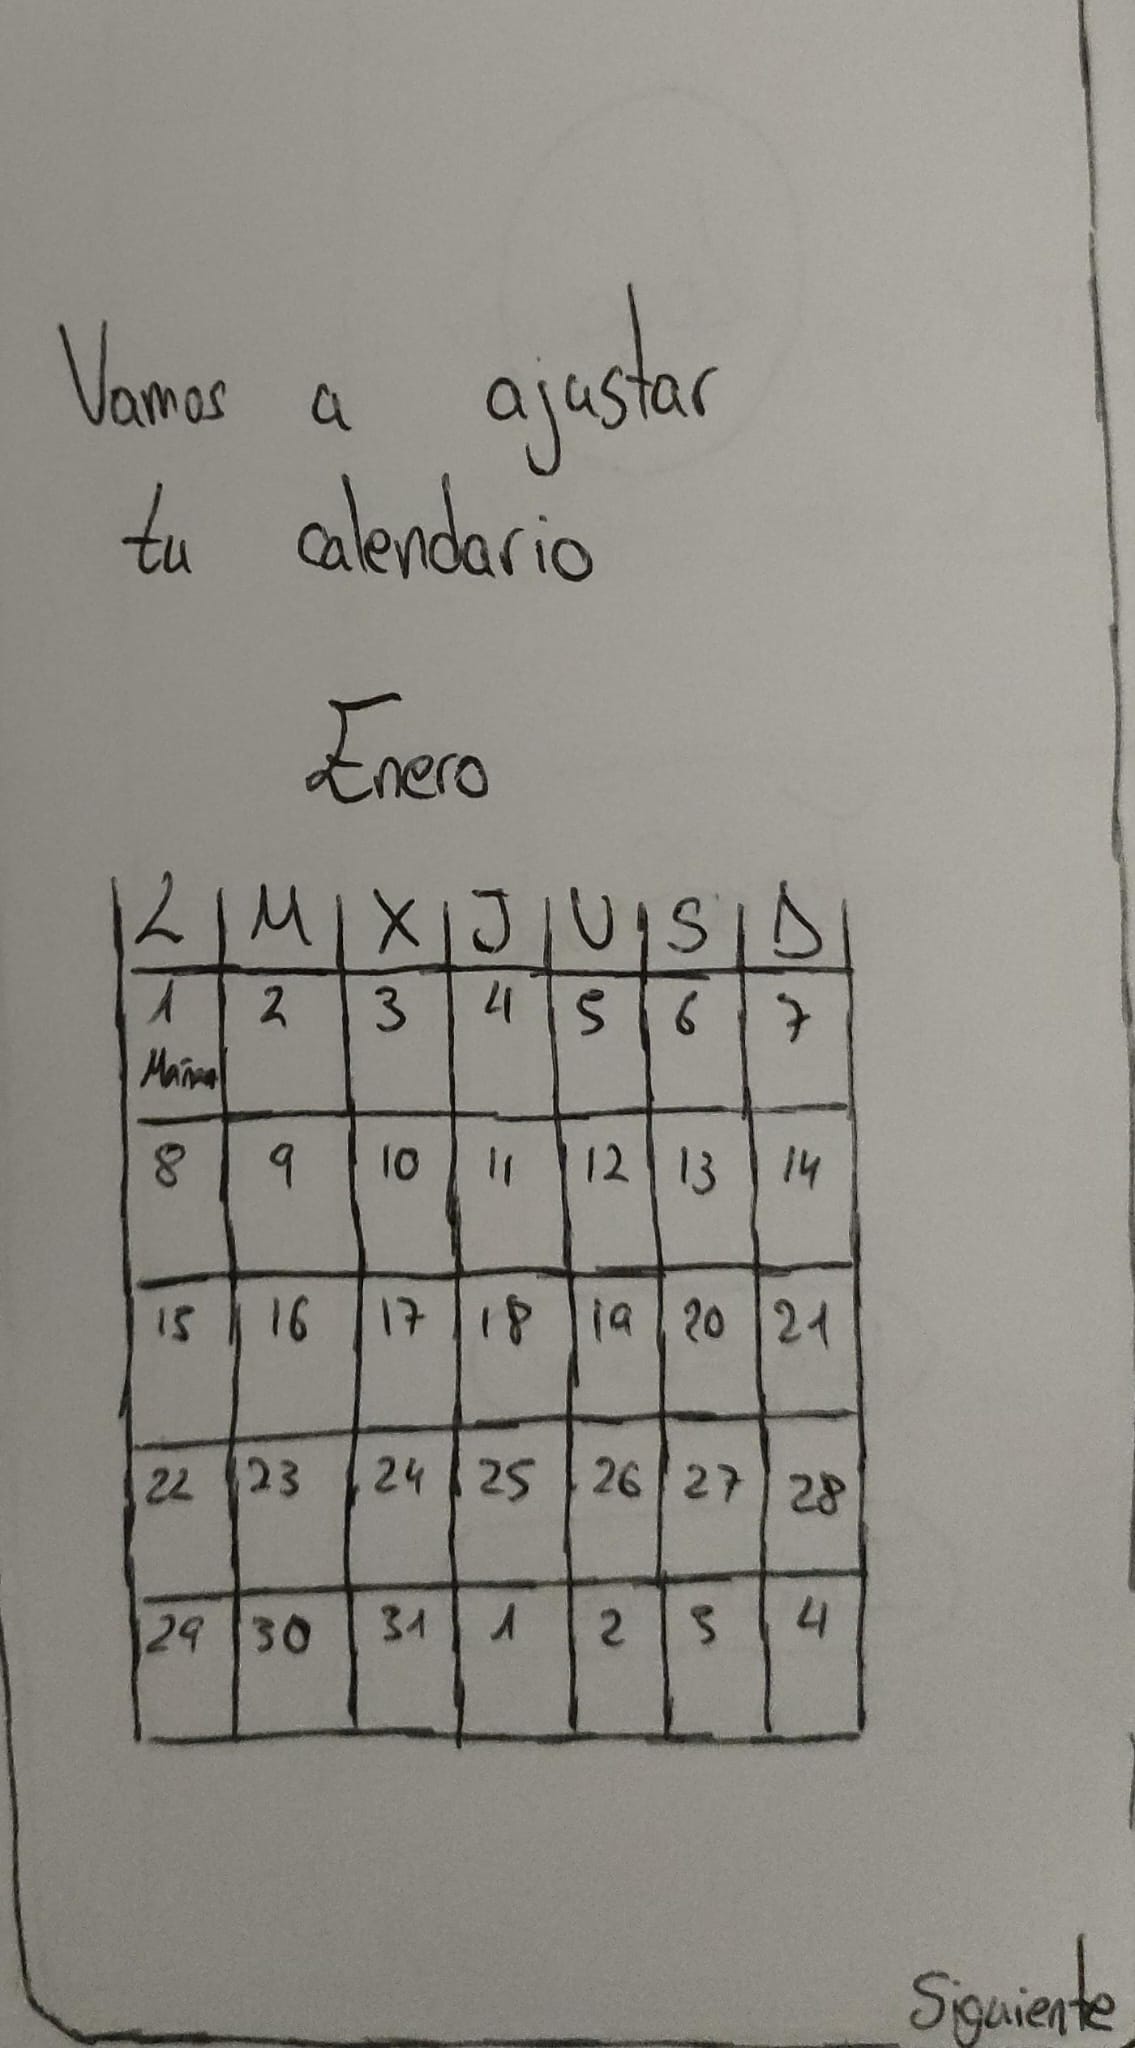 Vamos a ajustar
tu calendario
Enero
L M X J V S D
1 2 3 4 5 6 7
Mañana
8 9 10 11 12 13 14
15 16 17 18 19 20 21
22 23 24 25 26 27 28
29 30 31 1 2 3 4
Siguiente